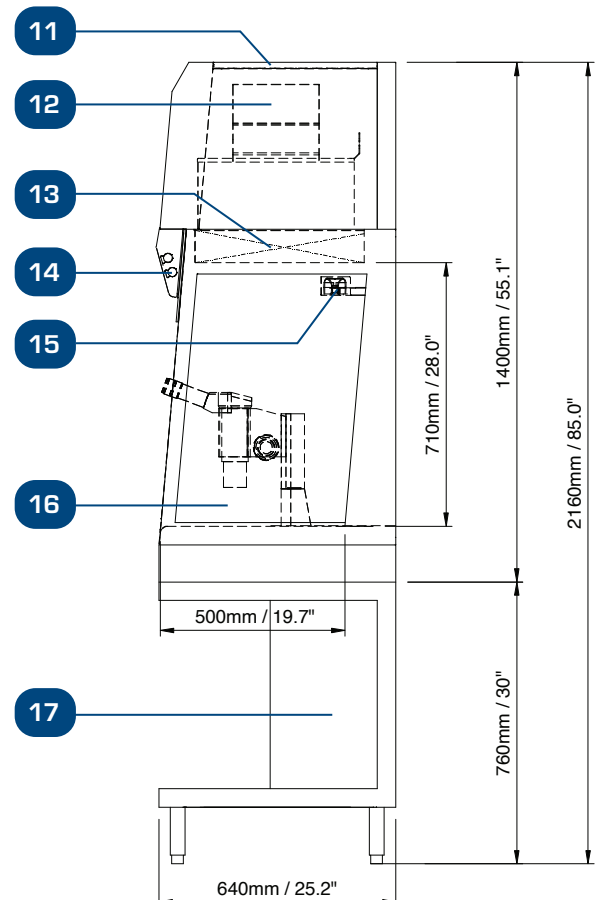 11
12
13
14
15
16
17
710mm / 28.0"
1400mm / 55.1"
2160mm / 85.0"
500mm / 19.7"
760mm / 30"
640mm / 25.2"